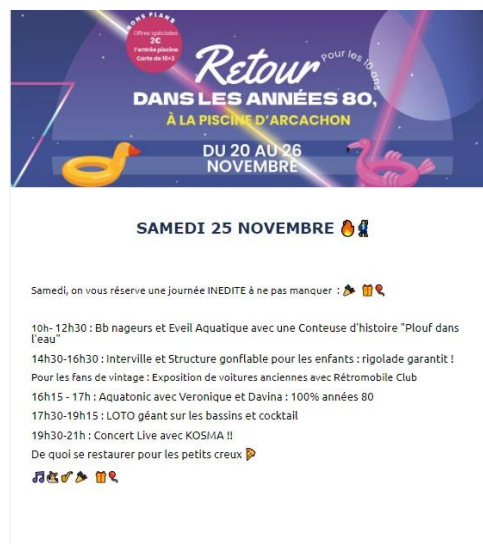 BONS PLANS
Offres spéciales
2€
l'entrée piscine
Carte de 10+2
Retour
Pour les 10 ans
DANS LES ANNÉES 80,
À LA PISCINE D'ARCACHON
DU 20 AU 26
NOVEMBRE
SAMEDI 25 NOVEMBRE
Samedi, on vous réserve une journée INEDITE à ne pas manquer :
10h- 12h30 : Bb nageurs et Eveil Aquatique avec une Conteuse d'histoire "Plouf dans
l'eau"
14h30-16h30 : Interville et Structure gonflable pour les enfants : rigolade garantit !
Pour les fans de vintage : Exposition de voitures anciennes avec Rétromobile Club
16h15 - 17h : Aquatonic avec Veronique et Davina : 100% années 80
17h30-19h15 : LOTO géant sur les bassins et cocktail
19h30-21h : Concert Live avec KOSMA !!
De quoi se restaurer pour les petits creux